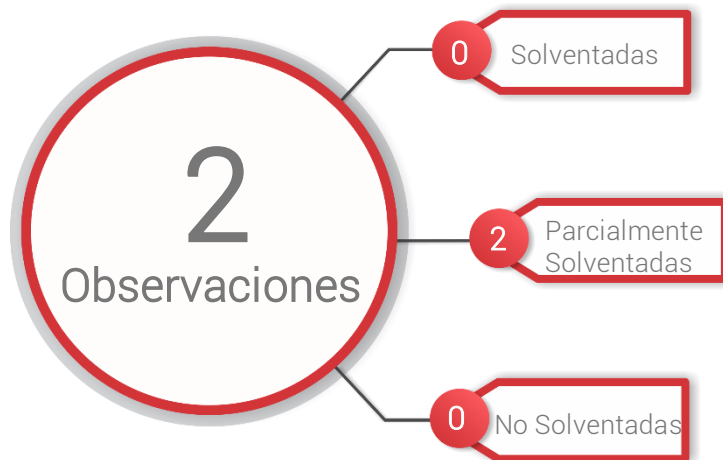 2
Observaciones
0
Solventadas
2
Parcialmente
Solventadas
0
No Solventadas